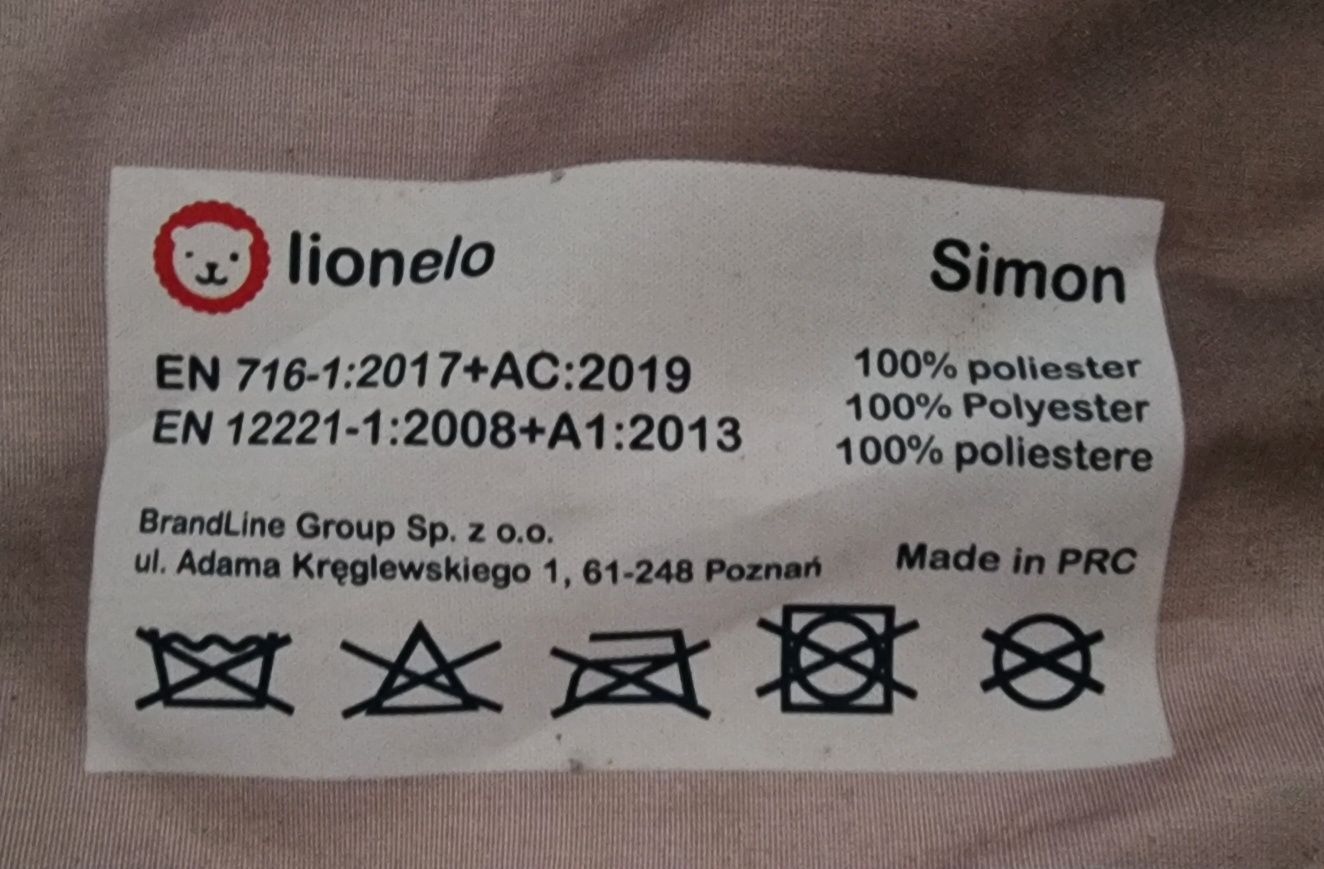 lionelo
Simon
EN 716-1:2017+AC:2019
EN 12221-1:2008+A1:2013
100% poliester
100% Polyester
100% poliestere
BrandLine Group Sp. z o.o.
ul. Adama Kręglewskiego 1, 61-248 Poznań
Made in PRC